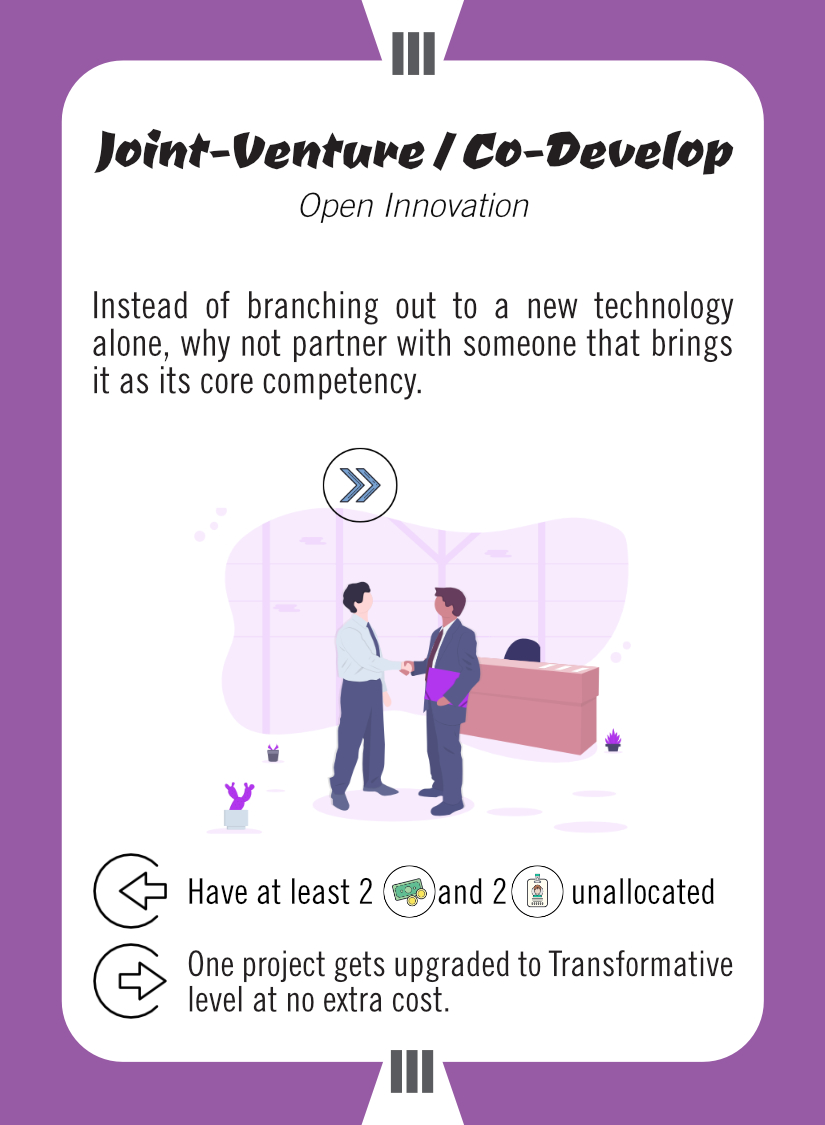 III
Joint-Venture / Co-Develop
Open Innovation
Instead of branching out to a new technology
alone, why not partner with someone that brings
it as its core competency.
Have at least 2 and 2 unallocated
One project gets upgraded to Transformative
level at no extra cost.
III